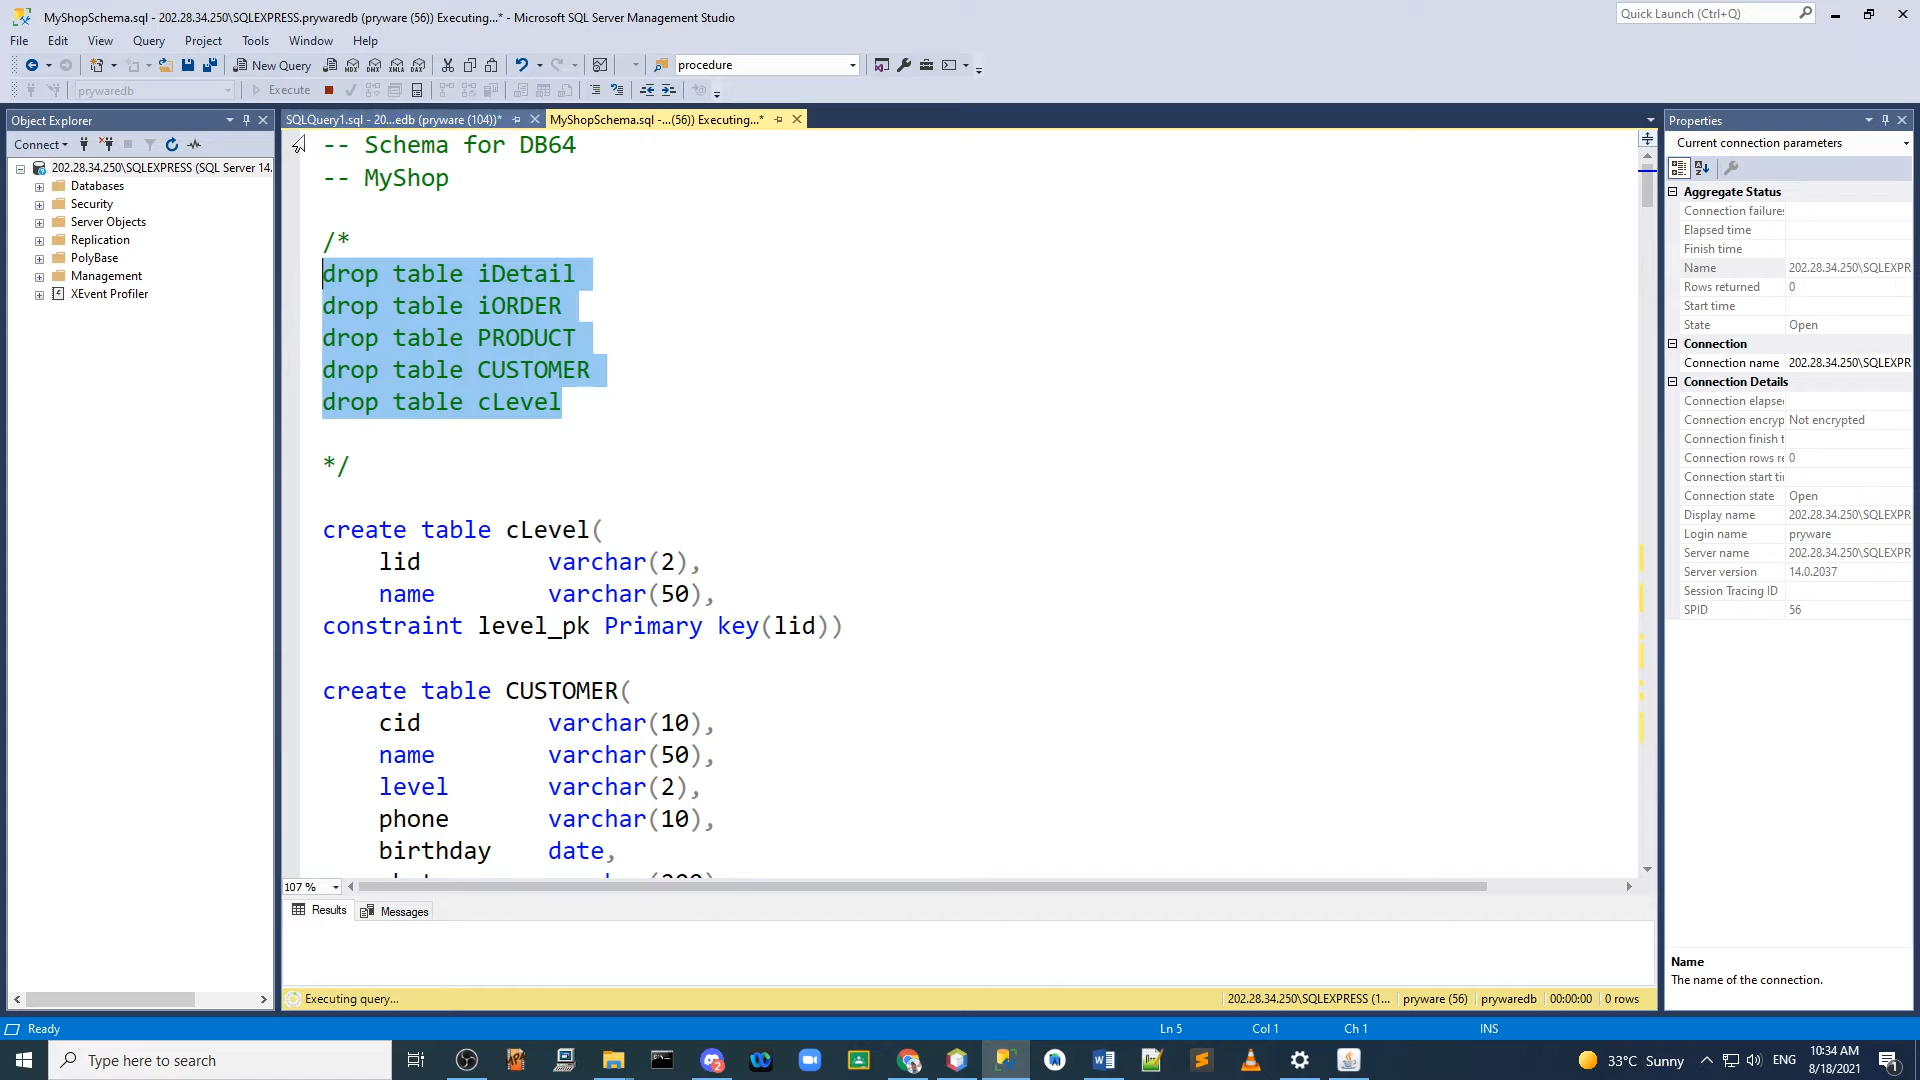 MyShopSchema.sql - 202.28.34.250\SQLEXPRESS.prywaredb (pryware (56)) Executing...* - Microsoft SQL Server Management Studio
Quick Launch (Ctrl+Q)
File Edit View Query Project Tools Window Help
New Query
MDX DMX XMLA DAX
procedure
prywaredb
Execute
Object Explorer
SQLQuery1.sql - 20...edb (pryware (104))*
MyShopSchema.sql -...(56)) Executing...*
Properties
Connect
Current connection parameters
202.28.34.250\SQLEXPRESS (SQL Server 14.
Databases
Security
Server Objects
Replication
PolyBase
Management
XEvent Profiler
-- Schema for DB64
-- MyShop
/*
drop table iDetail
drop table iORDER
drop table PRODUCT
drop table CUSTOMER
drop table cLevel
*/
create table cLevel(
lid varchar(2),
name varchar(50),
constraint level_pk Primary key(lid))
create table CUSTOMER(
cid varchar(10),
name varchar(50),
level varchar(2),
phone varchar(10),
birthday date,
107 %
Results Messages
Executing query...
202.28.34.250\SQLEXPRESS (1... pryware (56) prywaredb 00:00:00 0 rows
Aggregate Status
Connection failures
Elapsed time
Finish time
Name 202.28.34.250\SQLEXPR
Rows returned 0
Start time
State Open
Connection
Connection name 202.28.34.250\SQLEXPR
Connection Details
Connection elapse
Connection encryp Not encrypted
Connection finish t
Connection rows re 0
Connection start ti
Connection state Open
Display name 202.28.34.250\SQLEXPR
Login name pryware
Server name 202.28.34.250\SQLEXPR
Server version 14.0.2037
Session Tracing ID
SPID 56
Name
The name of the connection.
Ready
Ln 5 Col 1 Ch 1 INS
Type here to search
33°C Sunny
ENG
10:34 AM
8/18/2021